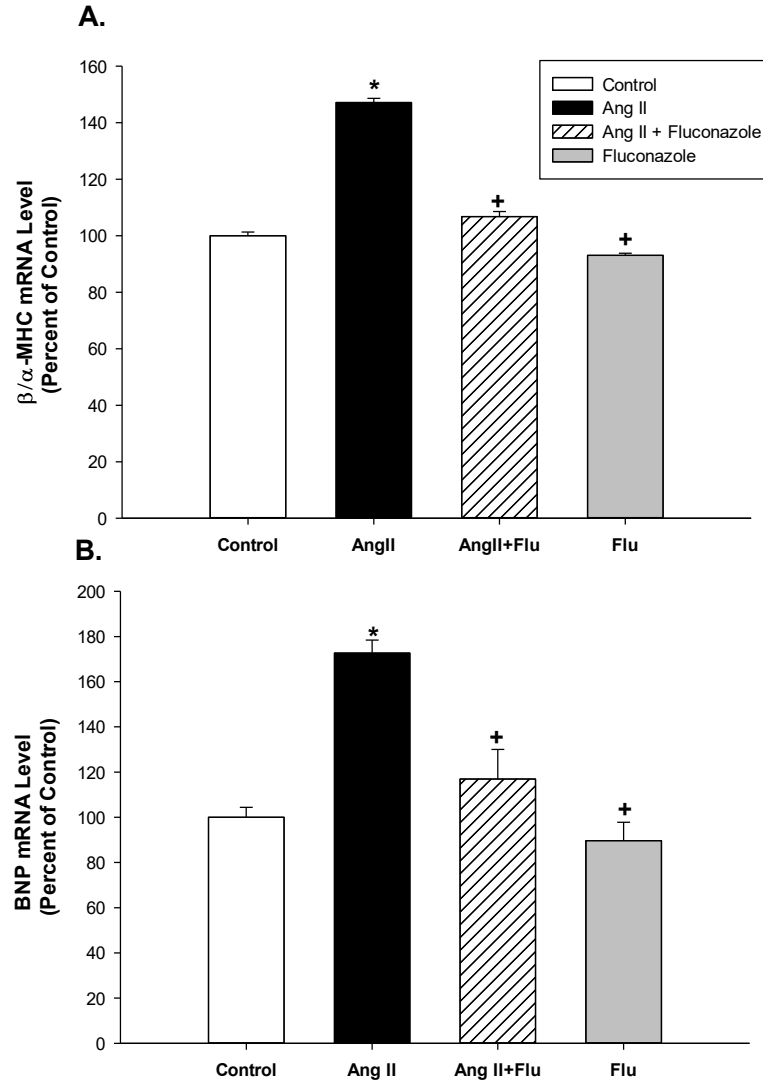 A.
160
140
120
100
80
60
40
20
0
β/α-MHC mRNA Level
(Percent of Control)
*
+
+
Control
Ang II
Ang II + Fluconazole
Fluconazole
Control
AngII
AngII+Flu
Flu
B.
200
180
160
140
120
100
80
60
40
20
0
BNP mRNA Level
(Percent of Control)
*
+
+
Control
Ang II
Ang II+Flu
Flu